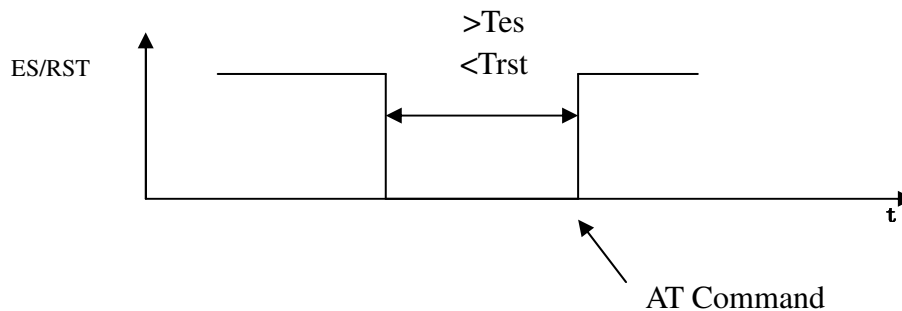 >Tes
<Trst
ES/RST
t
AT Command